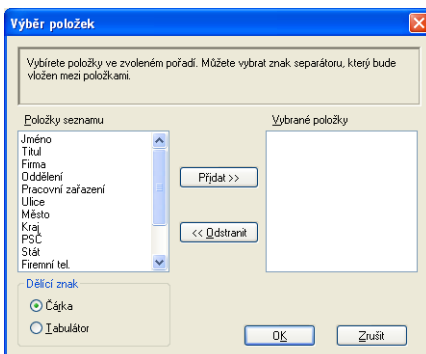 Výběr položek
Vybírete položky ve zvoleném pořadí. Můžete vybrat znak separátoru, který bude
vložen mezi položkami.
Položky seznamu
Vybrané položky
Jméno
Titul
Firma
Oddělení
Pracovní zařazení
Ulice
Město
Kraj
PSČ
Stát
Firemní tel.
Přidat >>
<< Odstranit
Dělící znak
Čárka
Tabulátor
OK
Zrušit